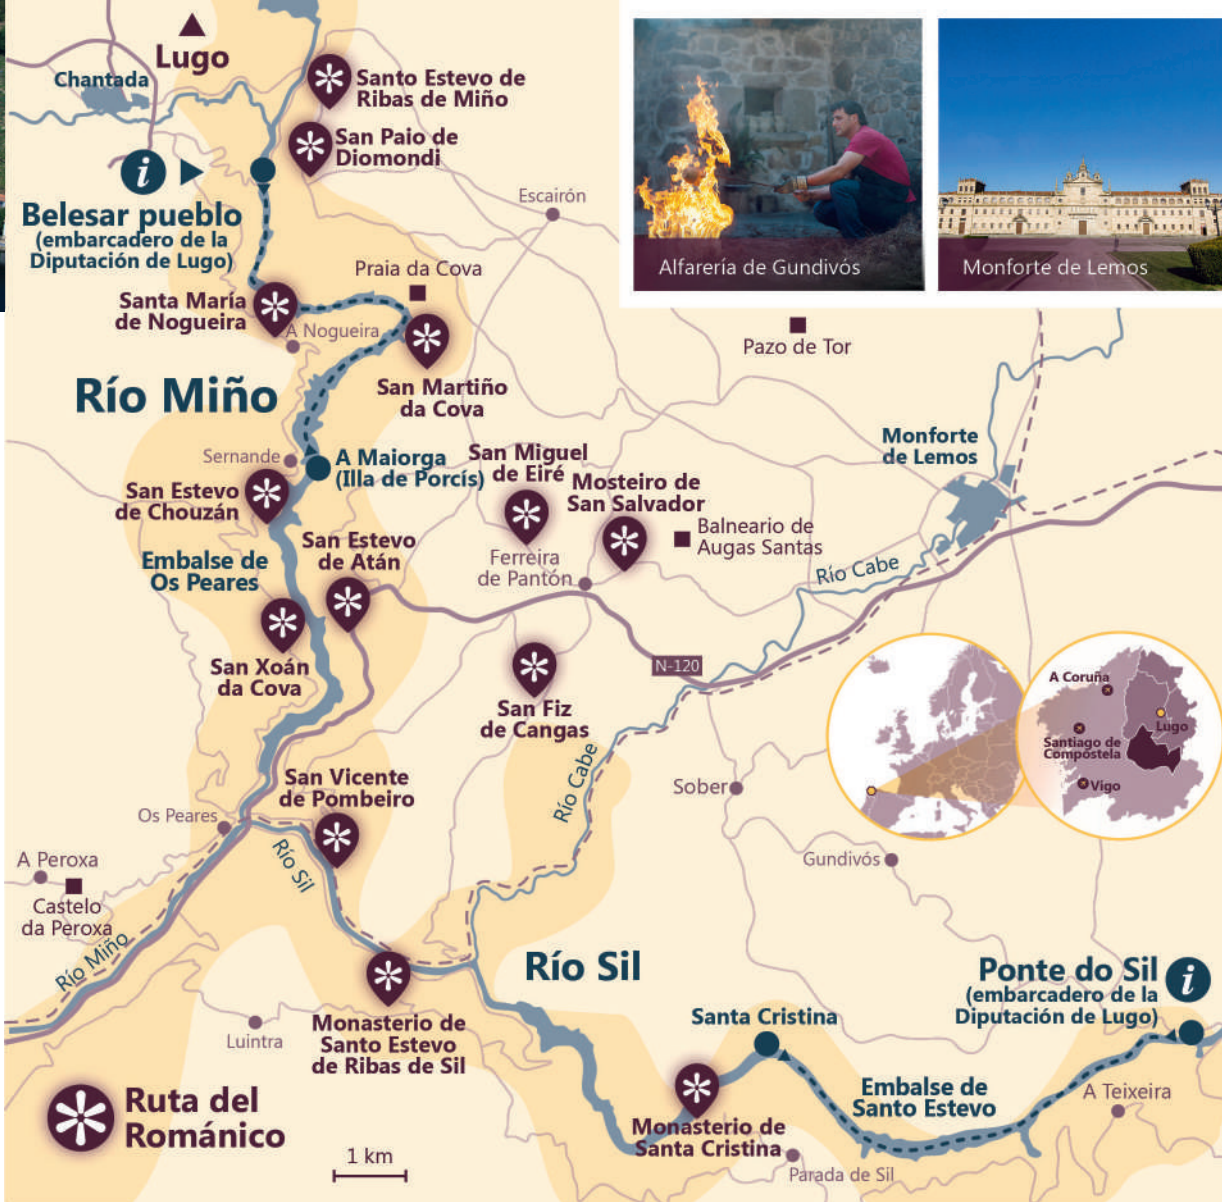 Lugo
Chantada
Santo Estevo de
Ribas de Miño
San Paio de
Diomondi
i
Belesar pueblo
(embarcadero de la
Diputación de Lugo)
Escairón
Alfarería de Gundivós
Monforte de Lemos
Praia da Cova
Santa María
de Nogueira
A Nogueira
Pazo de Tor
Río Miño
San Martiño
da Cova
Monforte
de Lemos
Sernande
A Maiorga
(Illa de Porcís)
San Miguel
de Eiré
Mosteiro de
San Salvador
San Estevo
de Chouzán
Balneario de
Augas Santas
San Estevo
de Atán
Embalse de
Os Peares
Ferreira
de Pantón
Río Cabe
San Xoán
da Cova
N-120
San Fiz
de Cangas
A Coruña
Lugo
Santiago de
Compostela
Vigo
Río Cabe
San Vicente
de Pombeiro
Sober
Os Peares
Río Sil
Gundivós
A Peroxa
Castelo
da Peroxa
Río Miño
Río Sil
Ponte do Sil
(embarcadero de la
Diputación de Lugo)
i
Santa Cristina
Monasterio de
Santo Estevo
de Ribas de Sil
Luintra
Embalse de
Santo Estevo
A Teixeira
Ruta del
Románico
Monasterio de
Santa Cristina
1 km
Parada de Sil